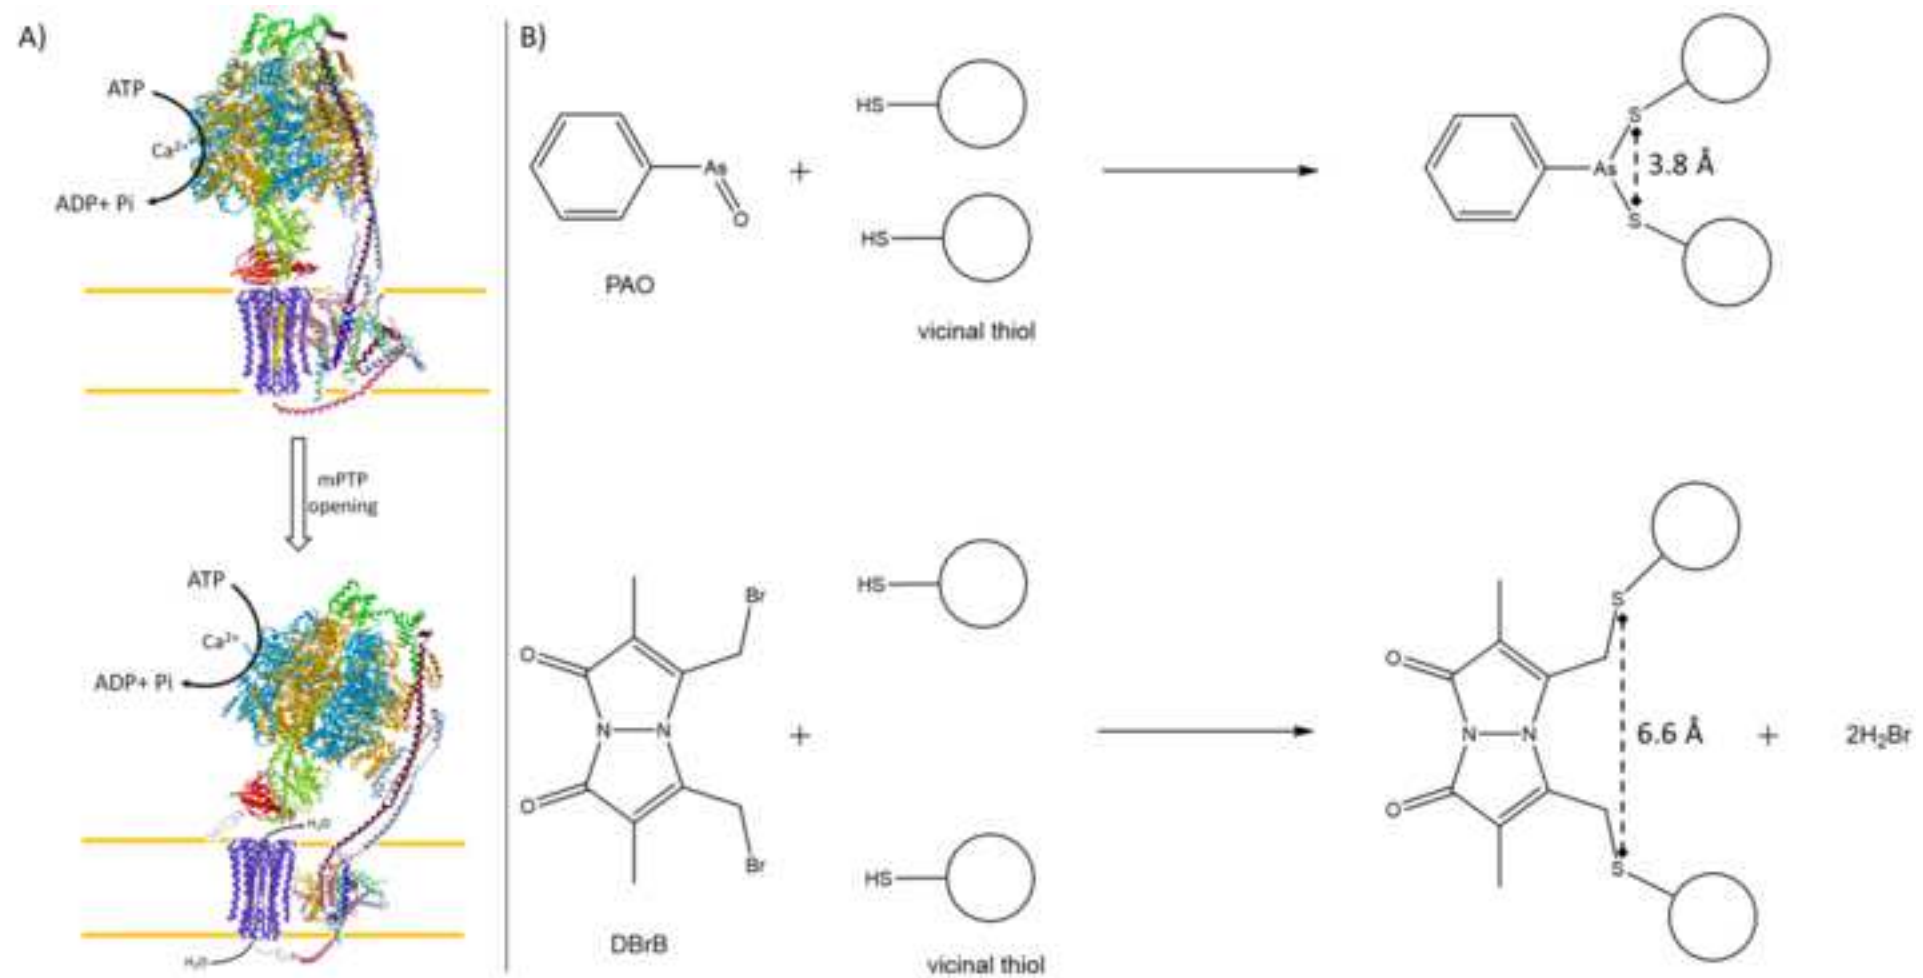 A)
ATP
Ca2+
ADP+ Pi
mPTP
opening
ATP
Ca2+
ADP+ Pi
H2O
H2O
B)
As
O
PAO
+
HS
HS
vicinal thiol
As
S
S
3.8 Å
O
O
N
N
Br
Br
DBrB
+
HS
HS
vicinal thiol
O
O
N
N
S
S
6.6 Å
+
2H2Br